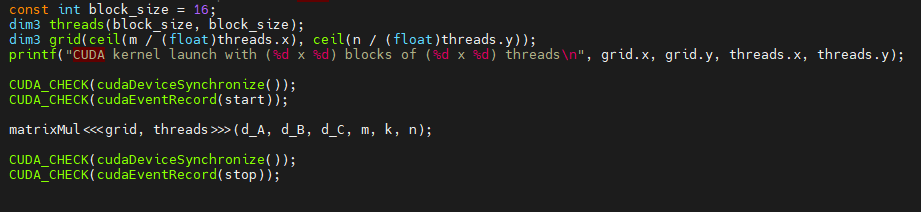 const int block_size = 16;
dim3 threads(block_size, block_size);
dim3 grid(ceil(m / (float)threads.x), ceil(n / (float)threads.y));
printf("CUDA kernel launch with (%d x %d) blocks of (%d x %d) threads\n", grid.x, grid.y, threads.x, threads.y);
CUDA_CHECK(cudaDeviceSynchronize());
CUDA_CHECK(cudaEventRecord(start));
matrixMul<<<grid, threads>>>(d_A, d_B, d_C, m, k, n);
CUDA_CHECK(cudaDeviceSynchronize());
CUDA_CHECK(cudaEventRecord(stop));